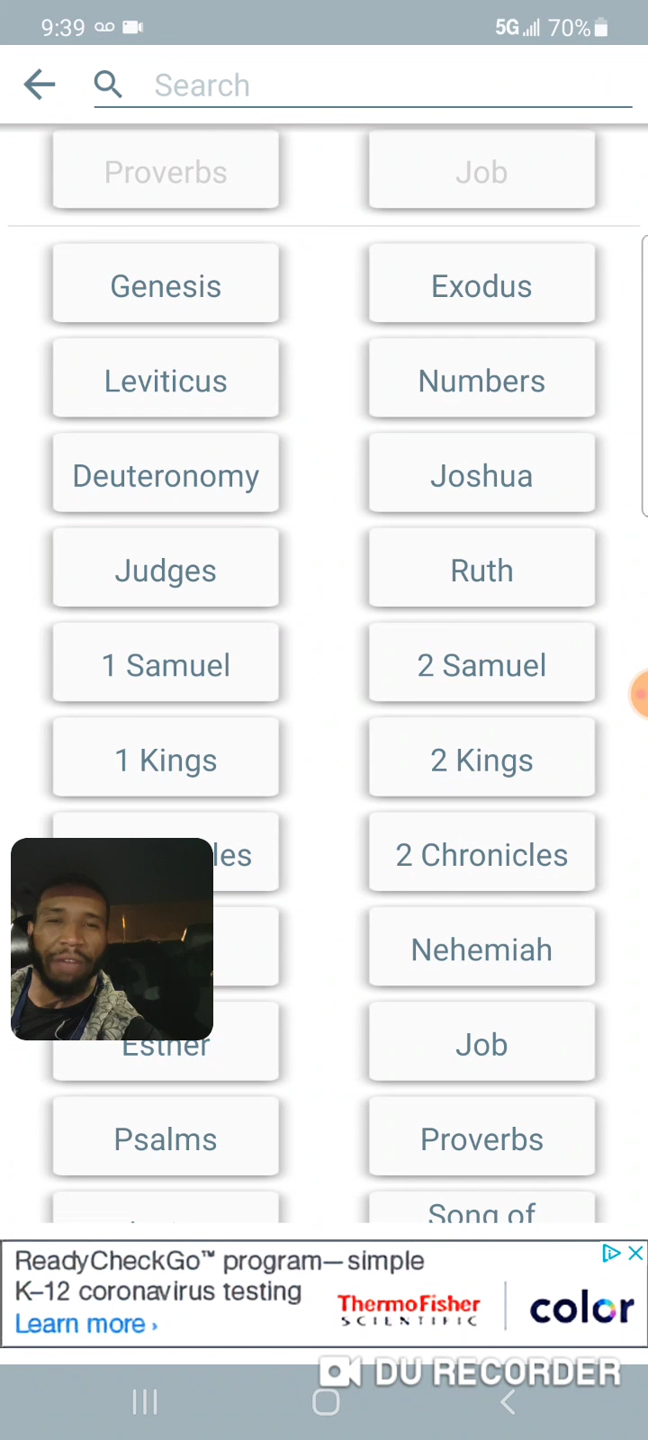 9:39
5G 70%
Search
Proverbs Job
Genesis Exodus
Leviticus Numbers
Deuteronomy Joshua
Judges Ruth
1 Samuel 2 Samuel
1 Kings 2 Kings
les 2 Chronicles
Nehemiah
Esther Job
Psalms Proverbs
Song of
ReadyCheckGo™ program—simple
K–12 coronavirus testing
Learn more ›
ThermoFisher
SCIENTIFIC
color
DU RECORDER